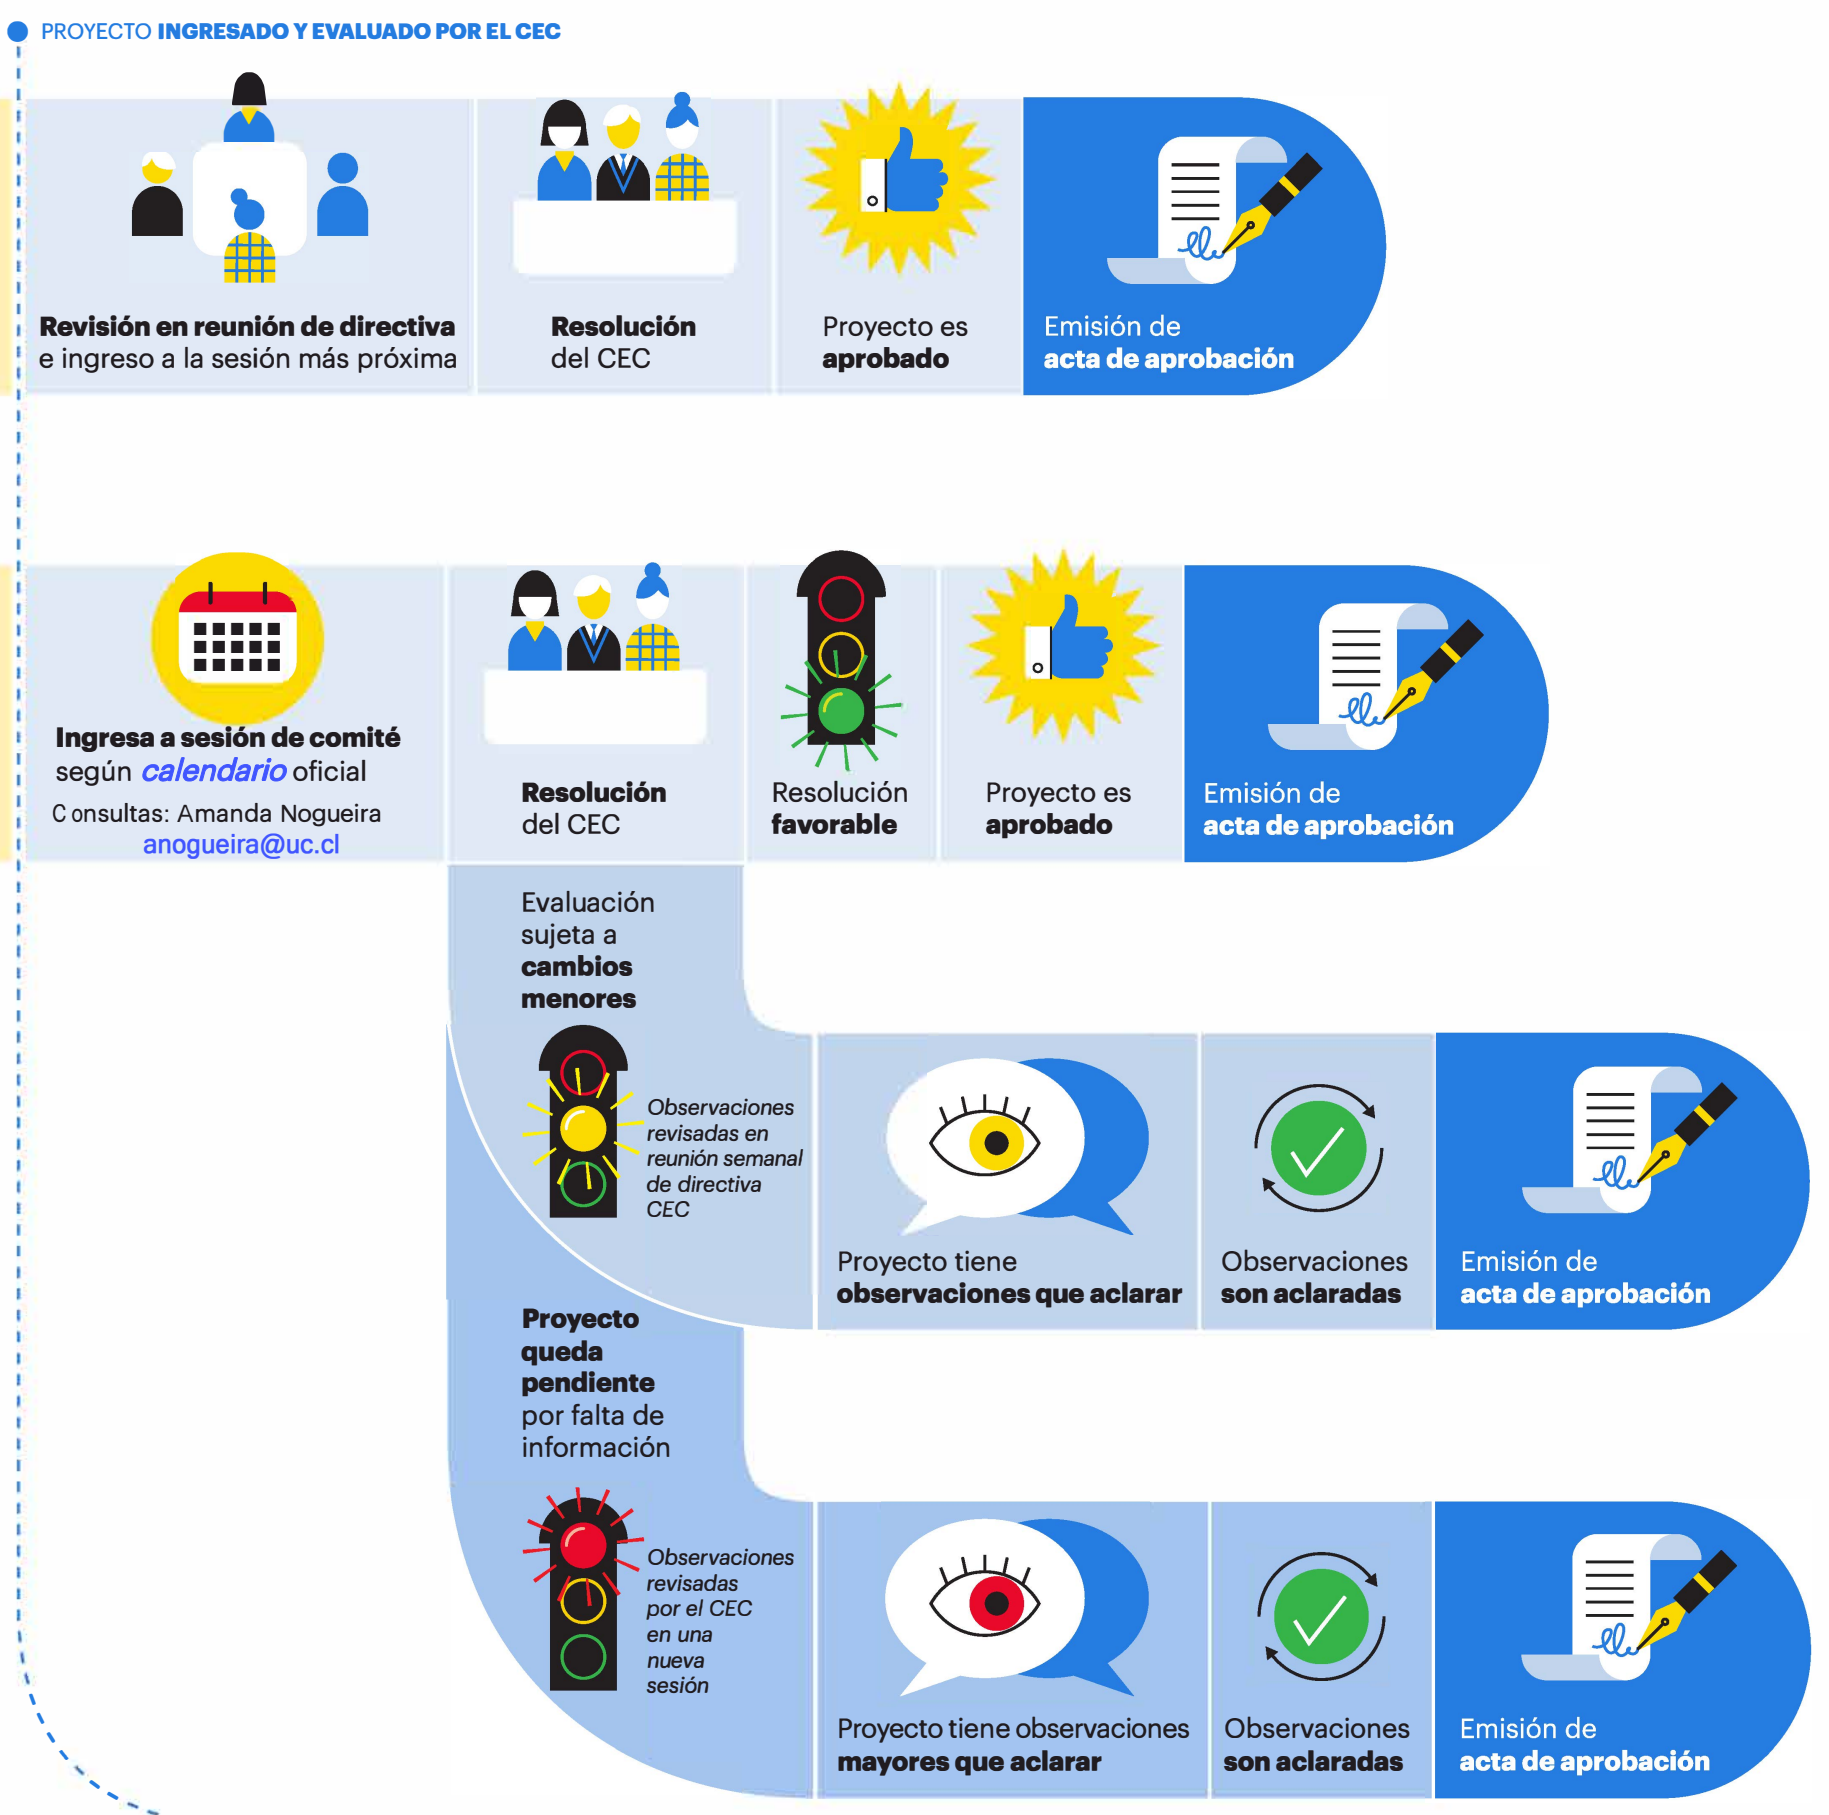 PROYECTO INGRESADO Y EVALUADO POR EL CEC
Revisión en reunión de directiva
e ingreso a la sesión más próxima
Resolución
del CEC
Proyecto es
aprobado
Emisión de
acta de aprobación
Ingresa a sesión de comité
según calendario oficial
Consultas: Amanda Nogueira
anogueira@uc.cl
Resolución
del CEC
Resolución
favorable
Proyecto es
aprobado
Emisión de
acta de aprobación
Evaluación
sujeta a
cambios
menores
Observaciones
revisadas en
reunión semanal
de directiva
CEC
Proyecto tiene
observaciones que aclarar
Observaciones
son aclaradas
Emisión de
acta de aprobación
Proyecto
queda
pendiente
por falta de
información
Observaciones
revisadas
por el CEC
en una
nueva
sesión
Proyecto tiene observaciones
mayores que aclarar
Observaciones
son aclaradas
Emisión de
acta de aprobación